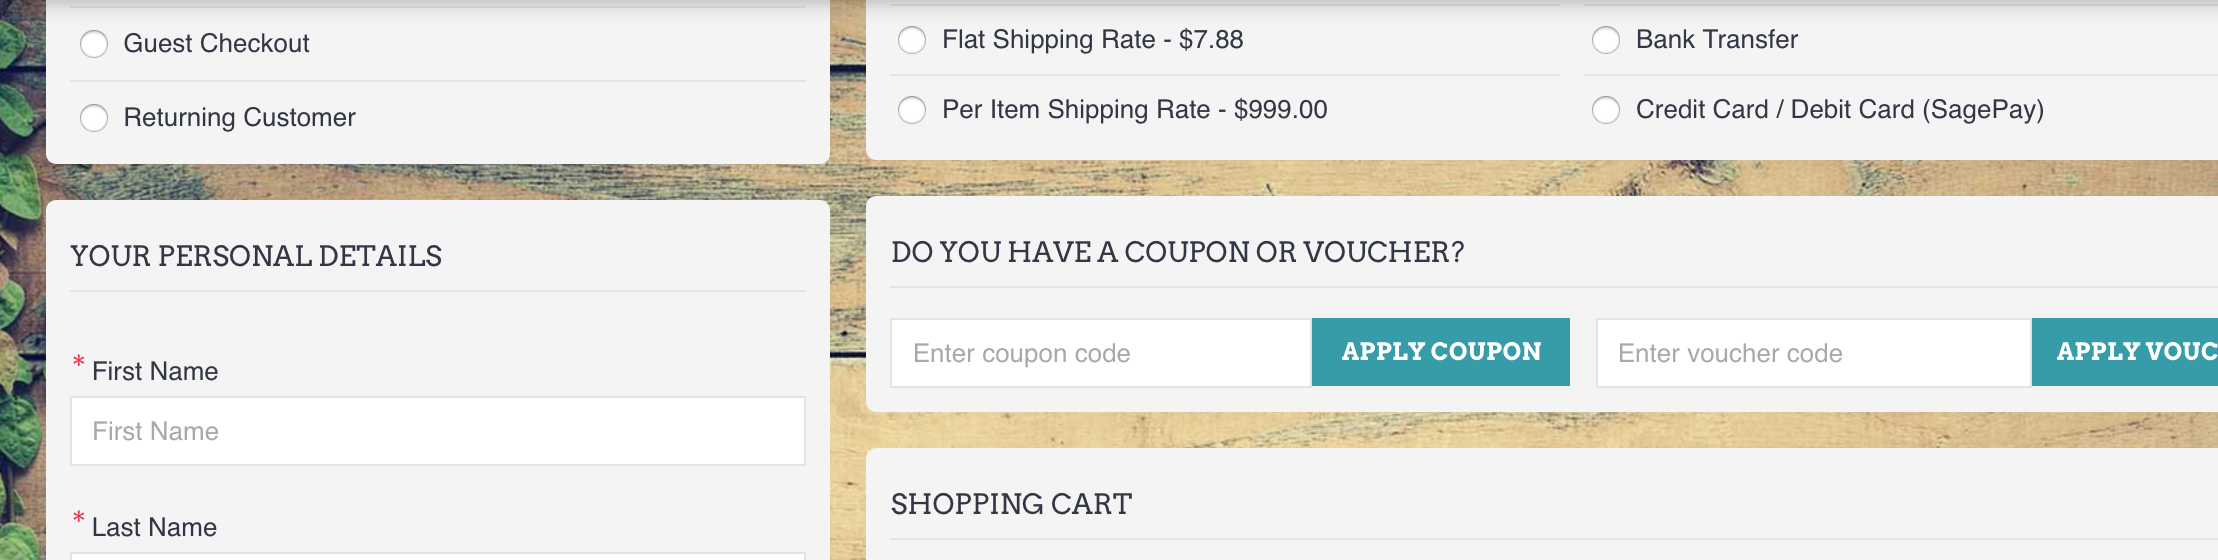 Guest Checkout
Returning Customer
Flat Shipping Rate - $7.88
Per Item Shipping Rate - $999.00
Bank Transfer
Credit Card / Debit Card (SagePay)
YOUR PERSONAL DETAILS
* First Name
First Name
* Last Name
DO YOU HAVE A COUPON OR VOUCHER?
Enter coupon code
APPLY COUPON
Enter voucher code
APPLY VOUC
SHOPPING CART